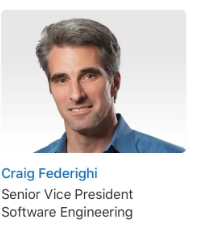 Craig Federighi
Senior Vice President
Software Engineering